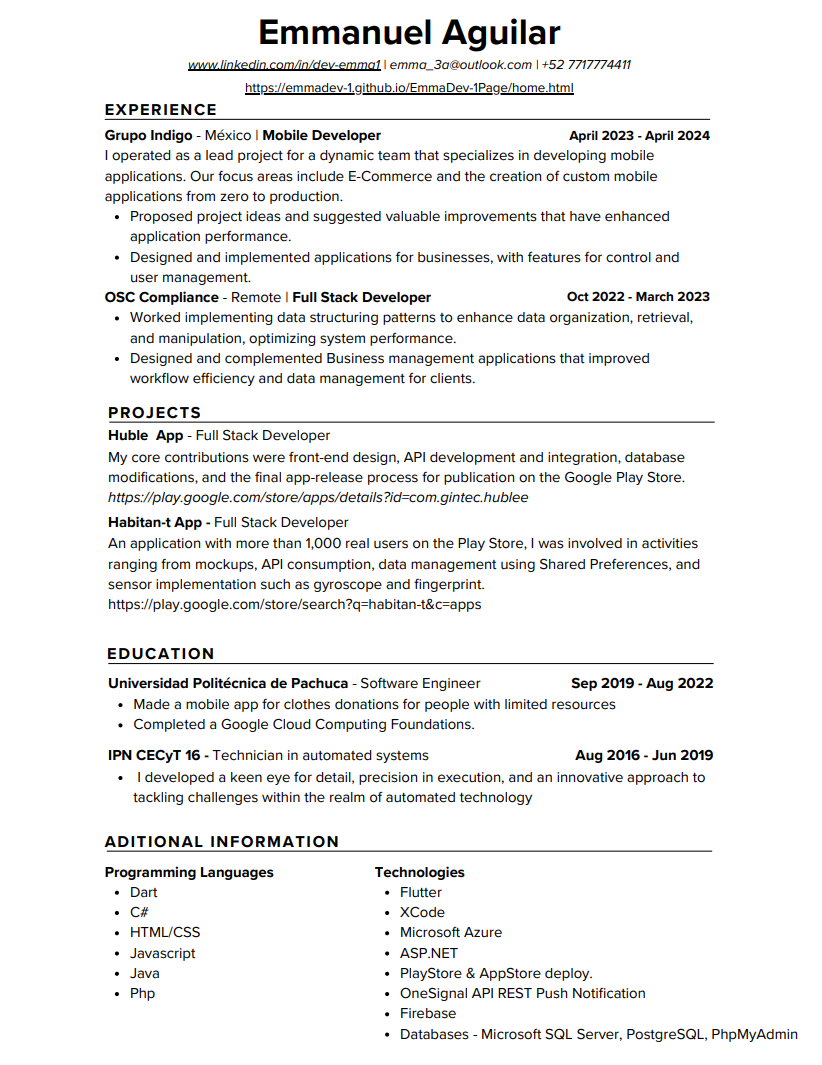 Emmanuel Aguilar
www.linkedin.com/in/dev-emma1 | emma_3a@outlook.com | +52 7717774411
https://emmadev-1.github.io/EmmaDev-1Page/home.html
EXPERIENCE
Grupo Indigo - México | Mobile Developer April 2023 - April 2024
I operated as a lead project for a dynamic team that specializes in developing mobile
applications. Our focus areas include E-Commerce and the creation of custom mobile
applications from zero to production.
• Proposed project ideas and suggested valuable improvements that have enhanced
application performance.
• Designed and implemented applications for businesses, with features for control and
user management.
OSC Compliance - Remote | Full Stack Developer Oct 2022 - March 2023
• Worked implementing data structuring patterns to enhance data organization, retrieval,
and manipulation, optimizing system performance.
• Designed and complemented Business management applications that improved
workflow efficiency and data management for clients.
PROJECTS
Huble App - Full Stack Developer
My core contributions were front-end design, API development and integration, database
modifications, and the final app-release process for publication on the Google Play Store.
https://play.google.com/store/apps/details?id=com.gintec.hublee
Habitan-t App - Full Stack Developer
An application with more than 1,000 real users on the Play Store, I was involved in activities
ranging from mockups, API consumption, data management using Shared Preferences, and
sensor implementation such as gyroscope and fingerprint.
https://play.google.com/store/search?q=habitan-t&c=apps
EDUCATION
Universidad Politécnica de Pachuca - Software Engineer Sep 2019 - Aug 2022
• Made a mobile app for clothes donations for people with limited resources
• Completed a Google Cloud Computing Foundations.
IPN CECyT 16 - Technician in automated systems Aug 2016 - Jun 2019
• I developed a keen eye for detail, precision in execution, and an innovative approach to
tackling challenges within the realm of automated technology
ADITIONAL INFORMATION
Programming Languages
• Dart
• C#
• HTML/CSS
• Javascript
• Java
• Php
Technologies
• Flutter
• XCode
• Microsoft Azure
• ASP.NET
• PlayStore & AppStore deploy.
• OneSignal API REST Push Notification
• Firebase
• Databases - Microsoft SQL Server, PostgreSQL, PhpMyAdmin